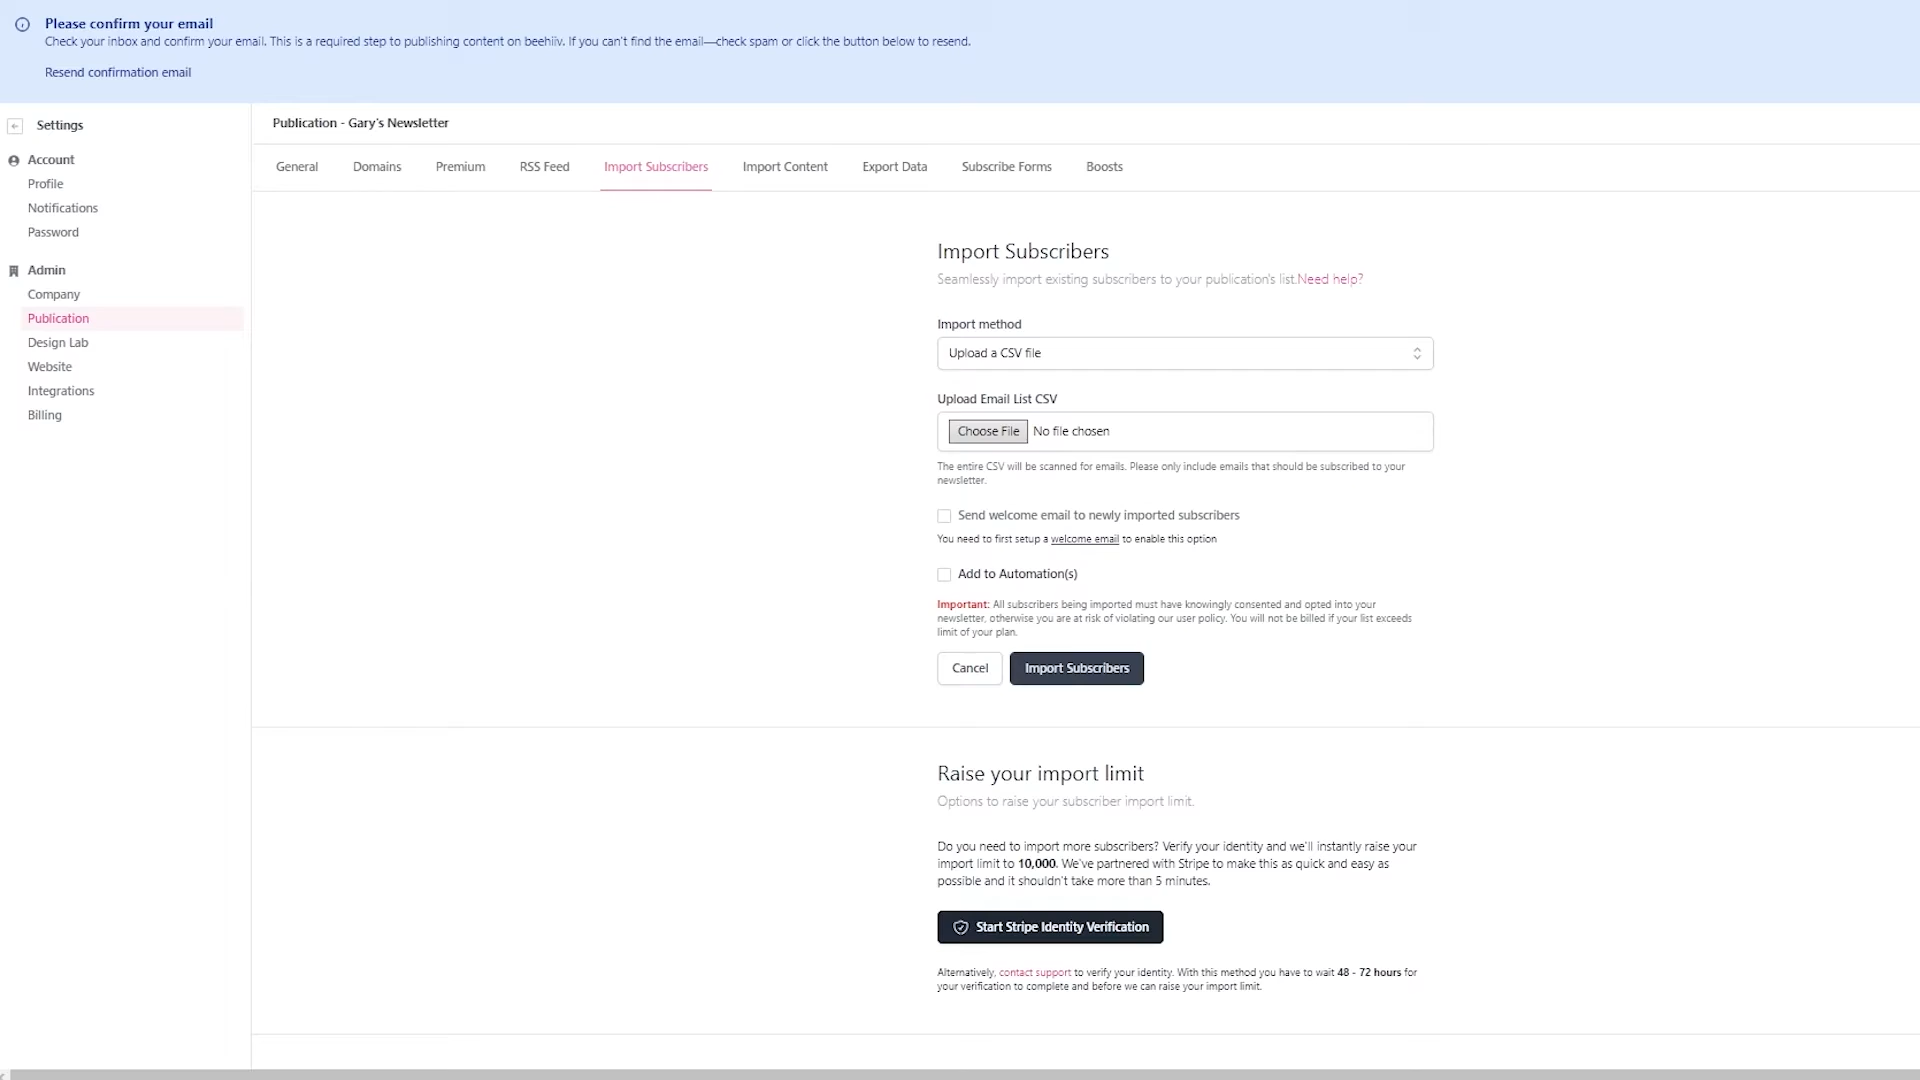 Please confirm your email
Check your inbox and confirm your email. This is a required step to publishing content on beehiiv. If you can't find the email—check spam or click the button below to resend.
Resend confirmation email
Settings
Account
Profile
Notifications
Password
Admin
Company
Publication
Design Lab
Website
Integrations
Billing
Publication - Gary's Newsletter
General
Domains
Premium
RSS Feed
Import Subscribers
Import Content
Export Data
Subscribe Forms
Boosts
Import Subscribers
Seamlessly import existing subscribers to your publication's list.Need help?
Import method
Upload a CSV file
Upload Email List CSV
Choose File No file chosen
The entire CSV will be scanned for emails. Please only include emails that should be subscribed to your
newsletter.
Send welcome email to newly imported subscribers
You need to first setup a welcome email to enable this option
Add to Automation(s)
Important: All subscribers being imported must have knowingly consented and opted into your
newsletter, otherwise you are at risk of violating our user policy. You will not be billed if your list exceeds
limit of your plan.
Cancel
Import Subscribers
Raise your import limit
Options to raise your subscriber import limit.
Do you need to import more subscribers? Verify your identity and we'll instantly raise your
import limit to 10,000. We've partnered with Stripe to make this as quick and easy as
possible and it shouldn't take more than 5 minutes.
Start Stripe Identity Verification
Alternatively, contact support to verify your identity. With this method you have to wait 48 - 72 hours for
your verification to complete and before we can raise your import limit.